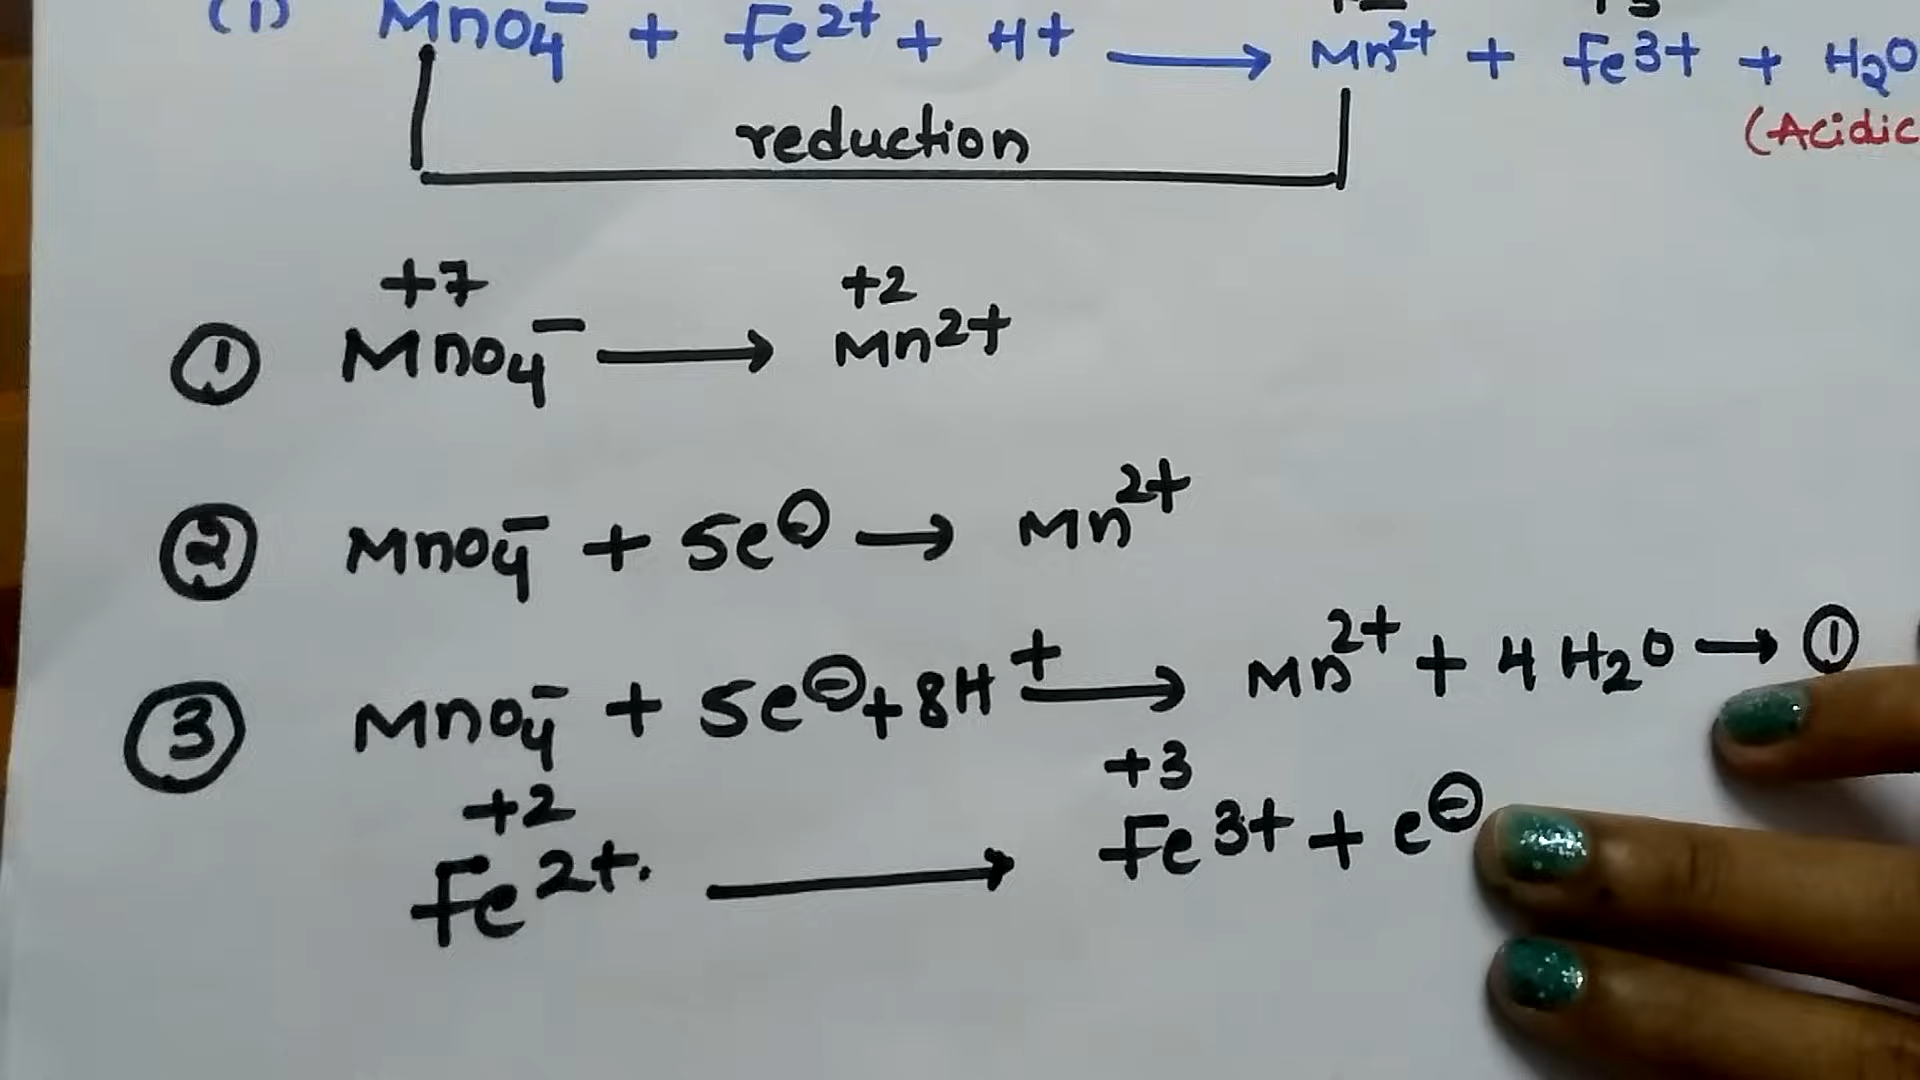 (1) MnO₄⁻ + Fe²⁺ + H⁺ ⟶ Mn²⁺ + Fe³⁺ + H₂O
(Acidic
reduction
+7 +2
① MnO₄⁻ ⟶ Mn²⁺
② MnO₄⁻ + 5e⊖ → Mn²⁺
③ MnO₄⁻ + 5e⊖ + 8H⁺ ⟶ Mn²⁺ + 4H₂O → ①
+2 +3
Fe²⁺. ⟶ Fe³⁺ + e⊖